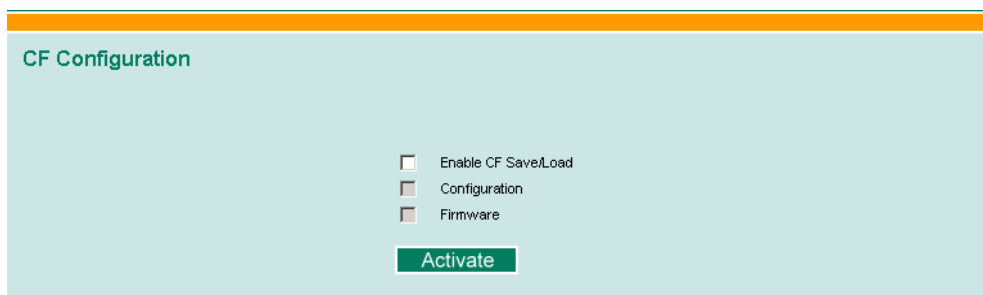 CF Configuration
Enable CF Save/Load
Configuration
Firmware
Activate